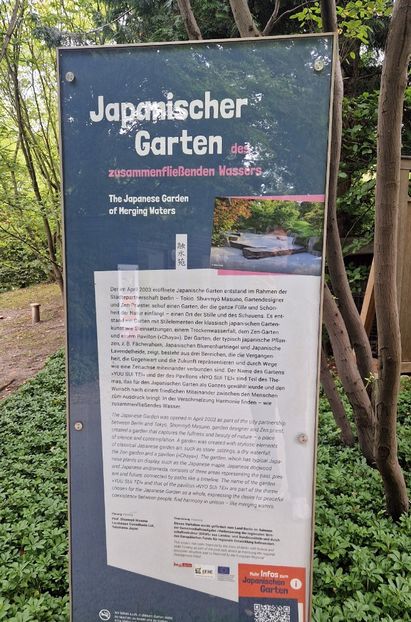 Japanischer
Garten des
zusammenfließenden Wassers
The Japanese Garden
of Merging Waters
融水苑
Der im April 2003 eröffnete Japanische Garten entstand im Rahmen der
Städtepartnerschaft Berlin – Tokio. Shunmyō Masuno, Gartendesigner
und Zen-Priester schuf einen Garten, der die ganze Fülle und Schön-
heit der Natur einfängt – einen Ort der Stille und des Schauens. Es ent-
stand ein Garten mit Stilelementen der klassisch japanischen Garten-
kunst wie Steinsetzungen, einem Trockenwasserfall, dem Zen-Garten
und einem Pavillon (»Chaya«). Der Garten, der typisch japanische Pflan-
zen, z. B. Fächerahorn, Japanischen Blumenhartriegel und Japanische
Lavendelheide, zeigt, besteht aus drei Bereichen, die die Vergangen-
heit, die Gegenwart und die Zukunft repräsentieren und durch Wege
wie eine Zeitachse miteinander verbunden sind. Der Name des Gartens
»YUU SUI TEI« und der des Pavillons »NYO SUI TEI« sind Teil des The-
mas, das für den Japanischen Garten als Ganzes gewählt wurde und den
Wunsch nach einem friedlichen Miteinander zwischen den Menschen
zum Ausdruck bringt. In der Verschmelzung Harmonie finden – wie
zusammenfließendes Wasser.
The Japanese Garden was opened in April 2003 as part of the city partnership
between Berlin and Tokyo. Shunmyō Masuno, garden designer and Zen priest,
created a garden that captures the fullness and beauty of nature – a place
of silence and contemplation. A garden was created with stylistic elements
of classical Japanese garden art, such as stone settings, a dry waterfall,
the Zen garden and a pavilion (»Chaya«). The garden, which has typical Japa-
nese plants on display, such as the Japanese maple, Japanese dogwood
and Japanese andromeda, consists of three areas representing the past, pres-
ent and future connected by paths like a timeline. The name of the garden
»YUU SUI TEI« and that of the pavilion »NYO SUI TEI« are part of the theme
chosen for the Japanese Garden as a whole, expressing the desire for peaceful
coexistence between people. Find harmony in unison – like merging waters.
Prof. Shunmyō Masuno
Mehr Infos zum
Japanischen Garten